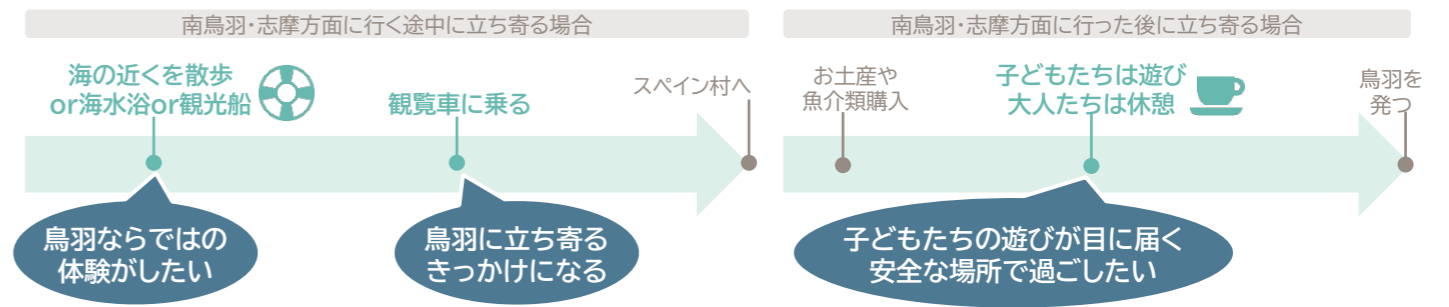 南鳥羽・志摩方面に行く途中に立ち寄る場合
海の近くを散歩
or海水浴or観光船
観覧車に乗る
スペイン村へ
鳥羽ならではの
体験がしたい
鳥羽に立ち寄る
きっかけになる
南鳥羽・志摩方面に行った後に立ち寄る場合
お土産や
魚介類購入
子どもたちは遊び
大人たちは休憩
鳥羽を
発つ
子どもたちの遊びが目に届く
安全な場所で過ごしたい